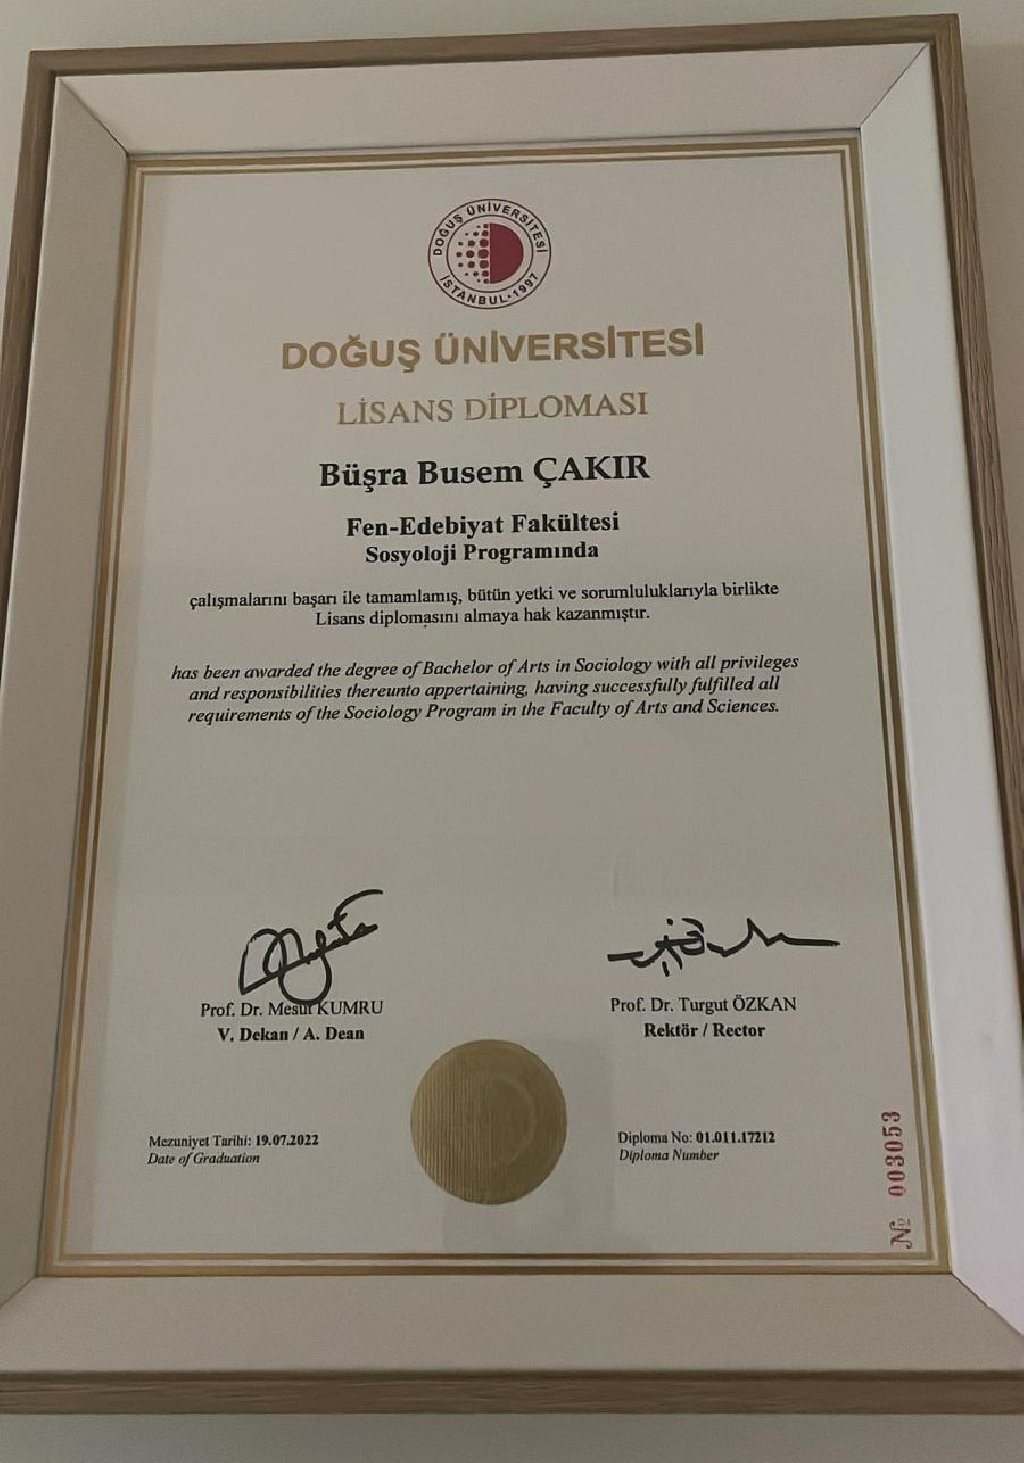 DOĞUŞ ÜNİVERSİTESİ
İSTANBUL·1997
DOĞUŞ ÜNİVERSİTESİ
LİSANS DİPLOMASI
Büşra Busem ÇAKIR
Fen-Edebiyat Fakültesi
Sosyoloji Programında
çalışmalarını başarı ile tamamlamış, bütün yetki ve sorumluluklarıyla birlikte
Lisans diplomasını almaya hak kazanmıştır.
has been awarded the degree of Bachelor of Arts in Sociology with all privileges
and responsibilities thereunto appertaining, having successfully fulfilled all
requirements of the Sociology Program in the Faculty of Arts and Sciences.
Prof. Dr. Mesut KUMRU
V. Dekan / A. Dean
Prof. Dr. Turgut ÖZKAN
Rektör / Rector
Mezuniyet Tarihi: 19.07.2022
Date of Graduation
Diploma No: 01.011.17212
Diploma Number
№ 003053